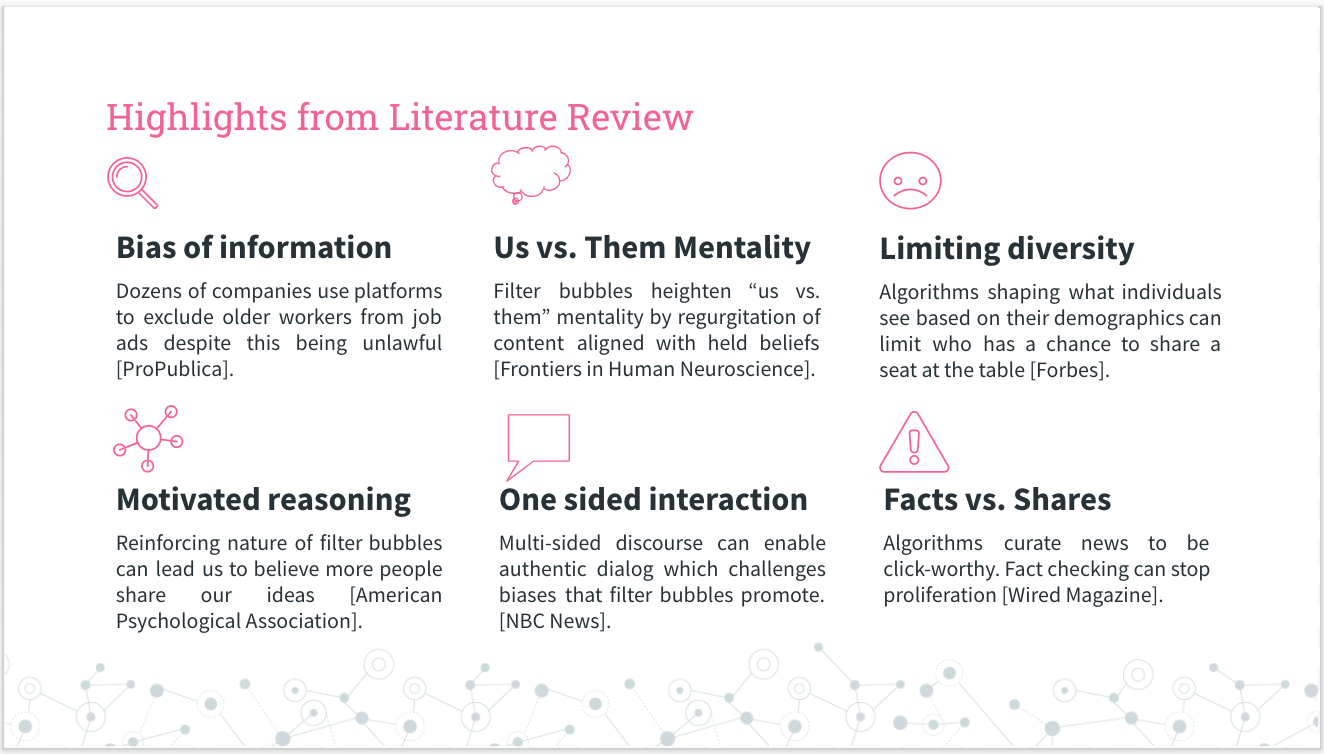 Highlights from Literature Review
Bias of information
Dozens of companies use platforms
to exclude older workers from job
ads despite this being unlawful
[ProPublica].
Us vs. Them Mentality
Filter bubbles heighten “us vs.
them” mentality by regurgitation of
content aligned with held beliefs
[Frontiers in Human Neuroscience].
Limiting diversity
Algorithms shaping what individuals
see based on their demographics can
limit who has a chance to share a
seat at the table [Forbes].
Motivated reasoning
Reinforcing nature of filter bubbles
can lead us to believe more people
share our ideas [American
Psychological Association].
One sided interaction
Multi-sided discourse can enable
authentic dialog which challenges
biases that filter bubbles promote.
[NBC News].
Facts vs. Shares
Algorithms curate news to be
click-worthy. Fact checking can stop
proliferation [Wired Magazine].